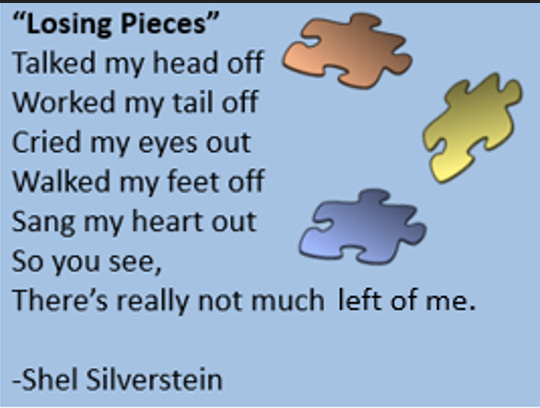 “Losing Pieces”
Talked my head off
Worked my tail off
Cried my eyes out
Walked my feet off
Sang my heart out
So you see,
There’s really not much left of me.
-Shel Silverstein